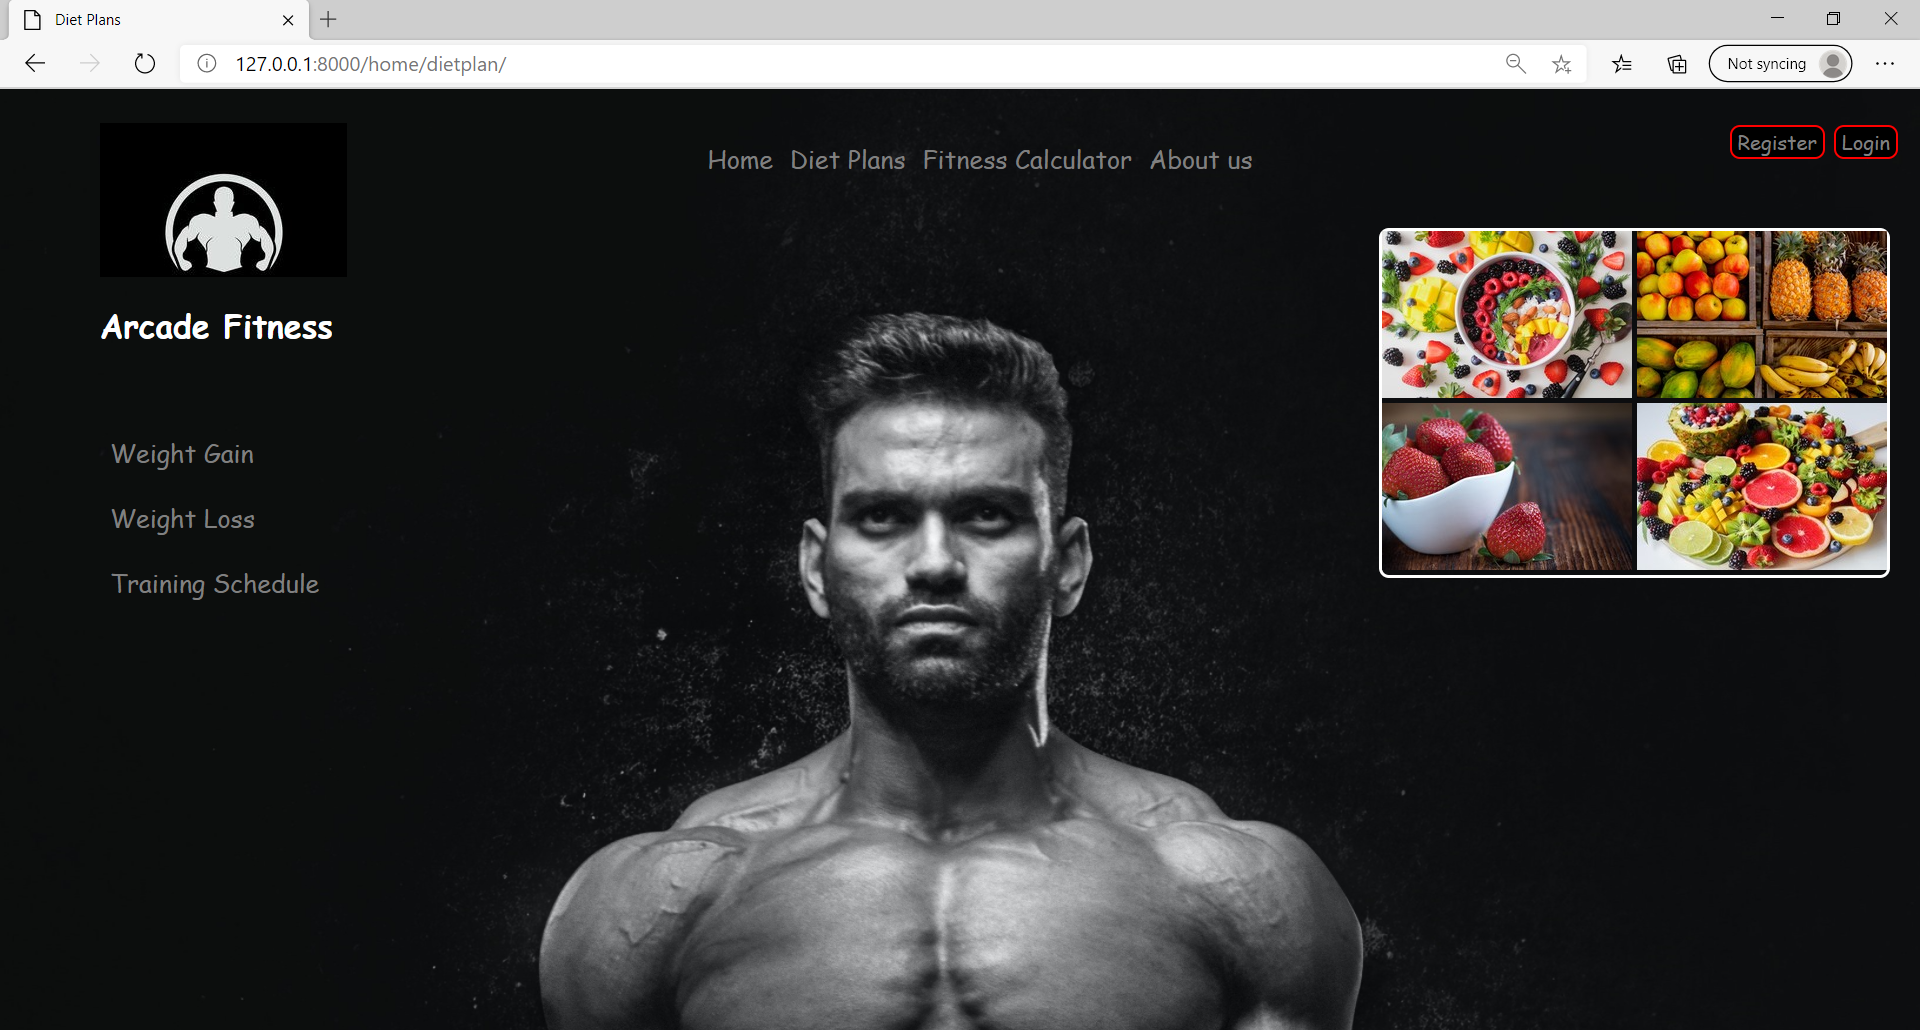 Diet Plans
127.0.0.1:8000/home/dietplan/
Not syncing
Home Diet Plans Fitness Calculator About us
Register Login
Arcade Fitness
Weight Gain
Weight Loss
Training Schedule